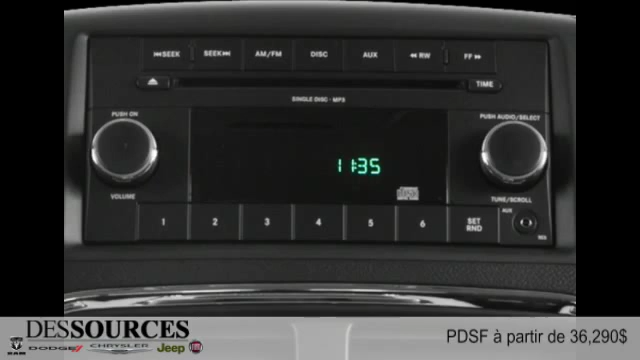 ⏮SEEK SEEK⏭ AM/FM DISC AUX ◀◀ RW FF ▶▶
TIME
SINGLE DISC · MP3
PUSH ON
PUSH AUDIO/SELECT
11:35
VOLUME
TUNE/SCROLL
1 2 3 4 5 6 SET RND
AUX
DESSOURCES
RAM DODGE CHRYSLER Jeep FIAT
PDSF à partir de 36,290$